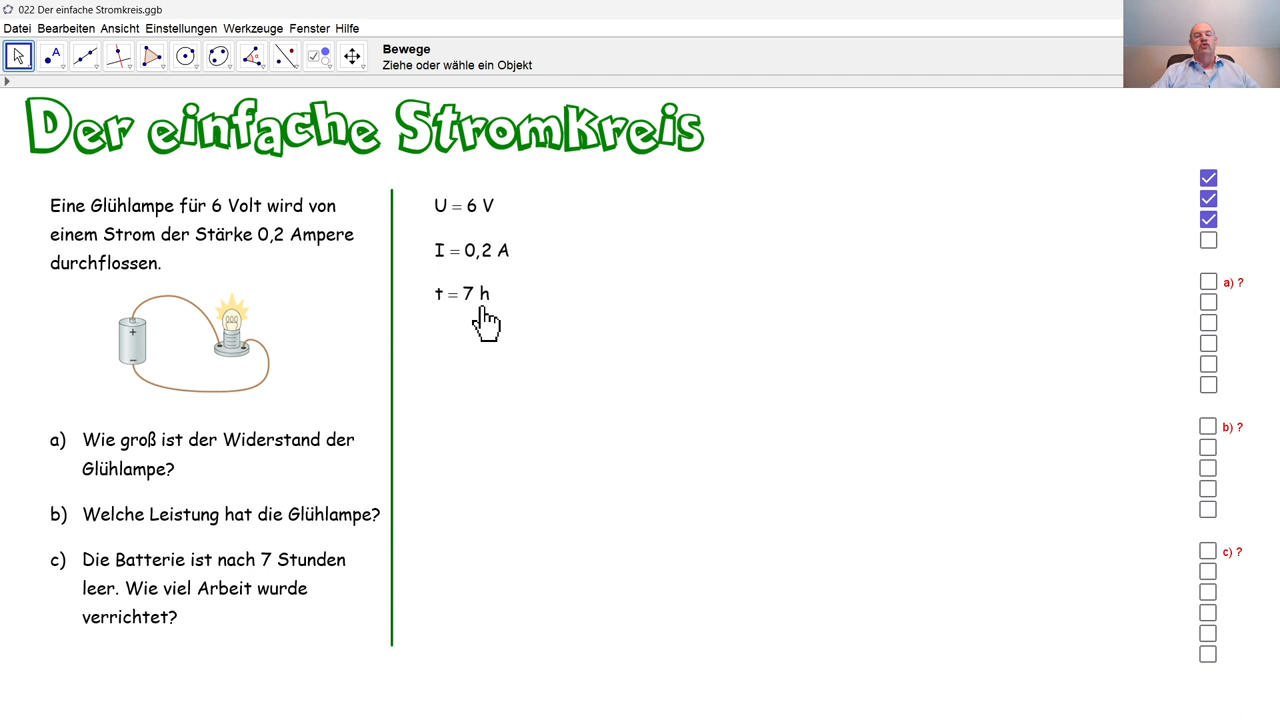 022 Der einfache Stromkreis.ggb
Datei Bearbeiten Ansicht Einstellungen Werkzeuge Fenster Hilfe
A
Bewege
Ziehe oder wähle ein Objekt
Der einfache Stromkreis
Eine Glühlampe für 6 Volt wird von
einem Strom der Stärke 0,2 Ampere
durchflossen.
+
−
a) Wie groß ist der Widerstand der
Glühlampe?
b) Welche Leistung hat die Glühlampe?
c) Die Batterie ist nach 7 Stunden
leer. Wie viel Arbeit wurde
verrichtet?
U = 6 V
I = 0,2 A
t = 7 h
a) ?
b) ?
c) ?